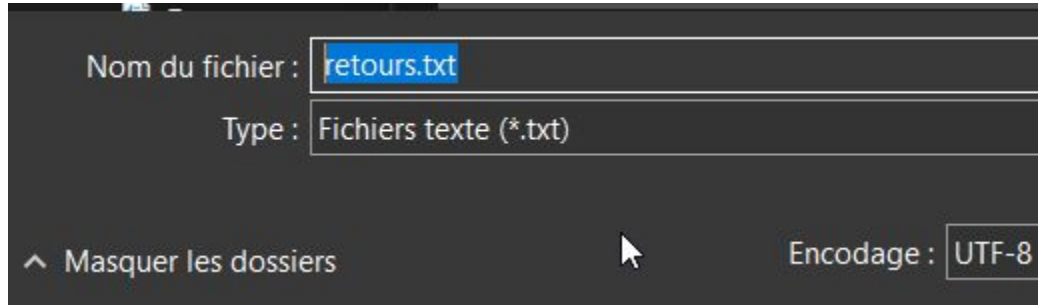 Nom du fichier : retours.txt
Type : Fichiers texte (*.txt)
Masquer les dossiers Encodage : UTF-8